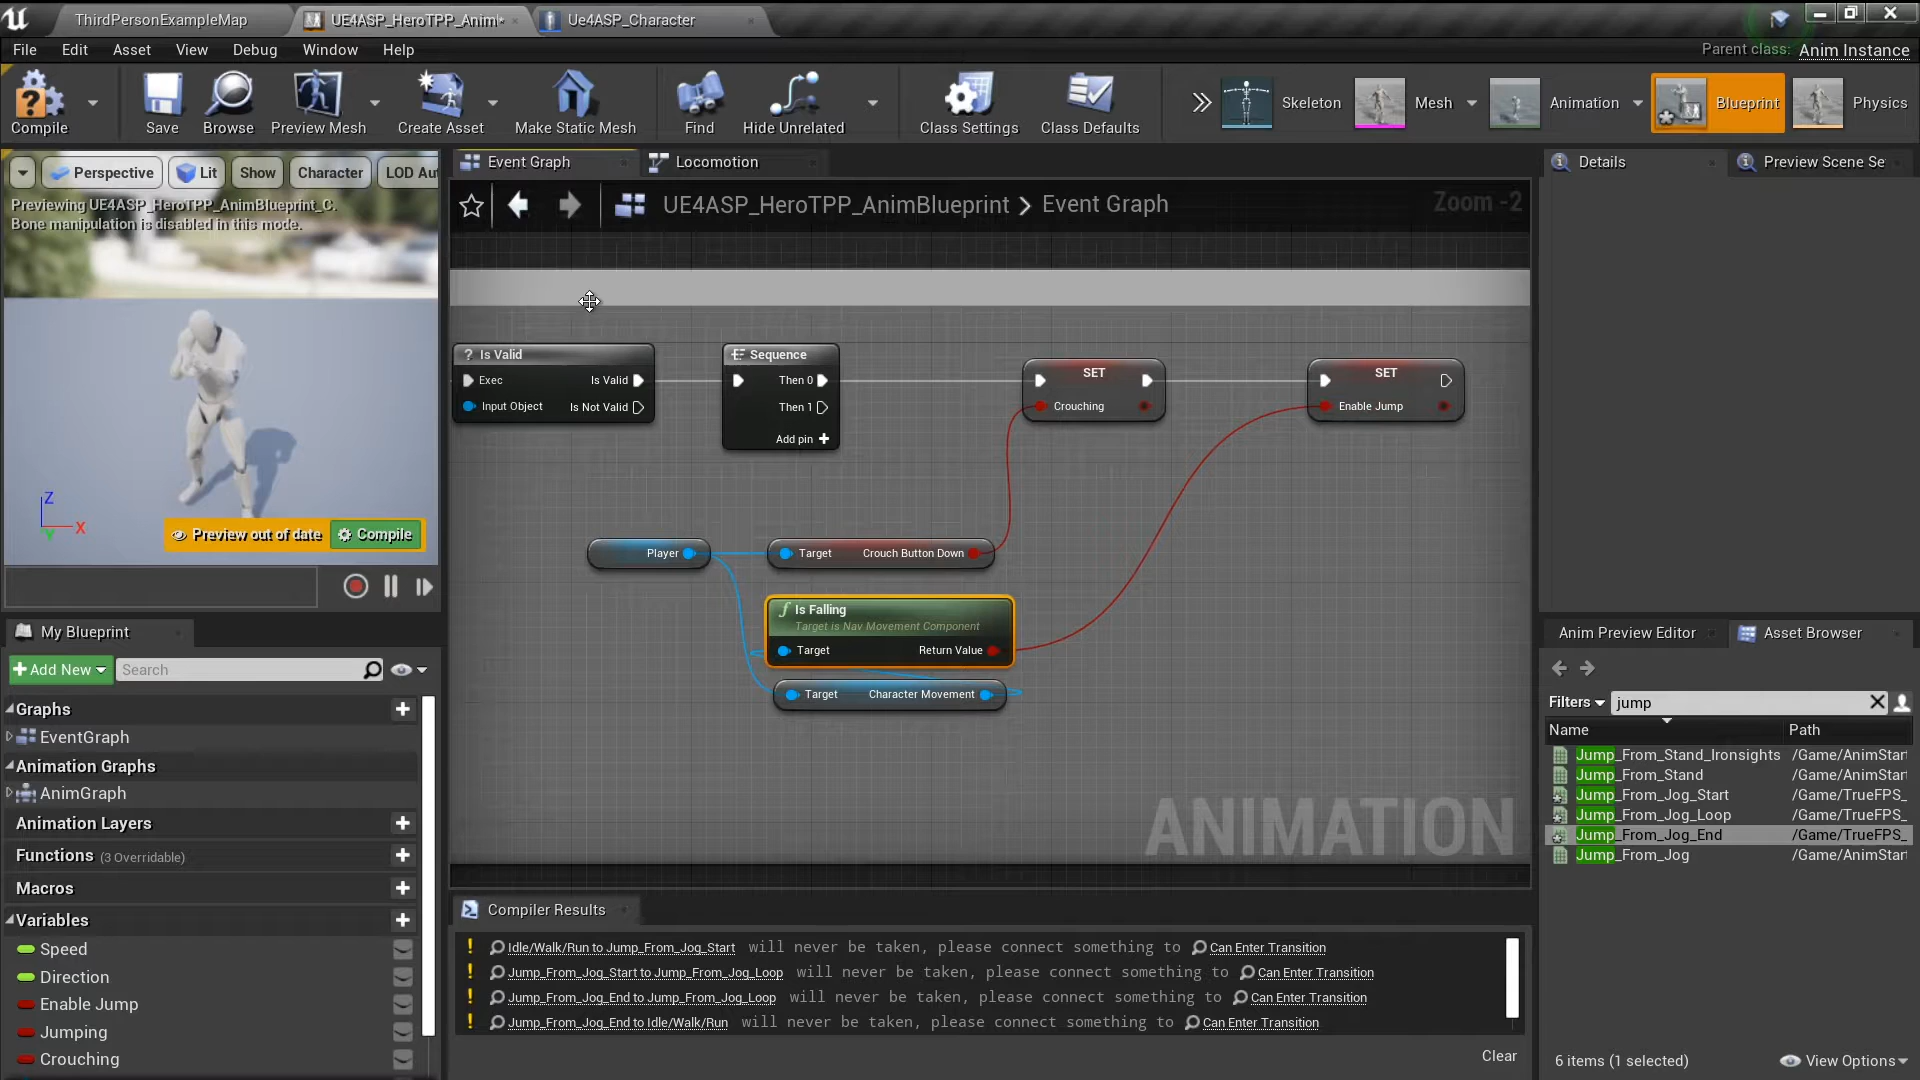 ThirdPersonExampleMap
UE4ASP_HeroTPP_Anim*
Ue4ASP_Character
File Edit Asset View Debug Window Help
Parent class: Anim Instance
Compile
Save
Browse
Preview Mesh
Create Asset
Make Static Mesh
Find
Hide Unrelated
Class Settings
Class Defaults
Skeleton
Mesh
Animation
Blueprint
Physics
Perspective
Lit
Show
Character
LOD Au
Previewing UE4ASP_HeroTPP_AnimBlueprint_C.
Bone manipulation is disabled in this mode.
Z
X
Y
Preview out of date
Compile
Event Graph
Locomotion
UE4ASP_HeroTPP_AnimBlueprint > Event Graph
Zoom -2
? Is Valid
Exec Is Valid
Input Object Is Not Valid
Sequence
Then 0
Then 1
Add pin +
SET
Crouching
SET
Enable Jump
Player
Target Crouch Button Down
f Is Falling
Target is Nav Movement Component
Target Return Value
Target Character Movement
ANIMATION
My Blueprint
+ Add New
Search
Graphs
EventGraph
Animation Graphs
AnimGraph
Animation Layers
Functions (3 Overridable)
Macros
Variables
Speed
Direction
Enable Jump
Jumping
Crouching
Compiler Results
! Idle/Walk/Run to Jump_From_Jog_Start will never be taken, please connect something to Can Enter Transition
! Jump_From_Jog_Start to Jump_From_Jog_Loop will never be taken, please connect something to Can Enter Transition
! Jump_From_Jog_End to Jump_From_Jog_Loop will never be taken, please connect something to Can Enter Transition
! Jump_From_Jog_End to Idle/Walk/Run will never be taken, please connect something to Can Enter Transition
Clear
Details
Preview Scene Se
Anim Preview Editor
Asset Browser
Filters
jump
Name Path
Jump_From_Stand_Ironsights /Game/AnimStar
Jump_From_Stand /Game/AnimStar
Jump_From_Jog_Start /Game/TrueFPS_
Jump_From_Jog_Loop /Game/TrueFPS_
Jump_From_Jog_End /Game/TrueFPS_
Jump_From_Jog /Game/AnimStar
6 items (1 selected)
View Options